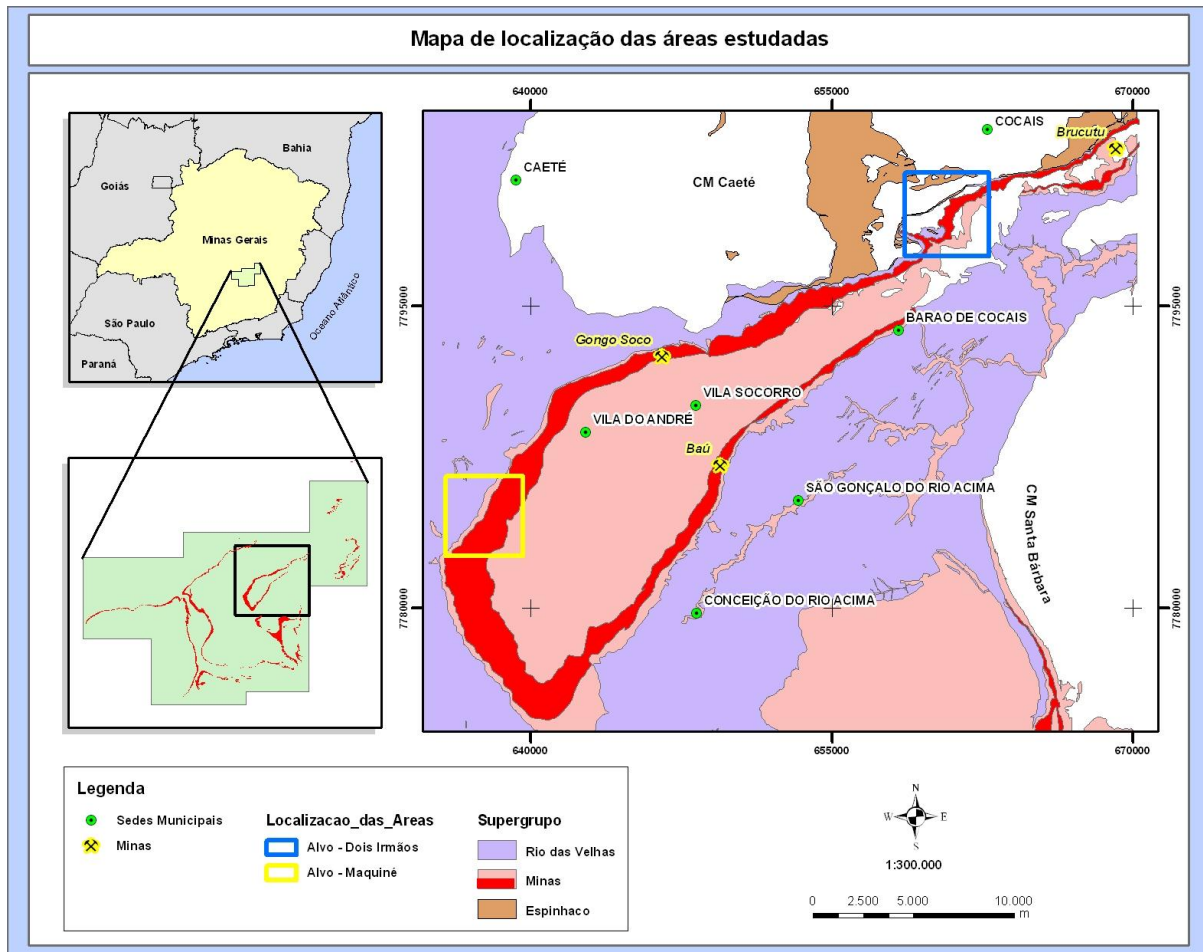 Mapa de localização das áreas estudadas
Bahia
Goiás
Minas Gerais
São Paulo
Paraná
Oceano Atlântico
640000
655000
670000
COCAIS
Brucutu
CAETÉ
CM Caeté
7795000
7795000
BARAO DE COCAIS
Gongo Soco
VILA SOCORRO
VILA DO ANDRÉ
Baú
SÃO GONÇALO DO RIO ACIMA
CM Santa Bárbara
CONCEIÇÃO DO RIO ACIMA
7780000
7780000
640000
655000
670000
Legenda
Sedes Municipais
Minas
Localizacao_das_Areas
Alvo - Dois Irmãos
Alvo - Maquiné
Supergrupo
Rio das Velhas
Minas
Espinhaco
N
W E
S
1:300.000
0 2.500 5.000 10.000
m